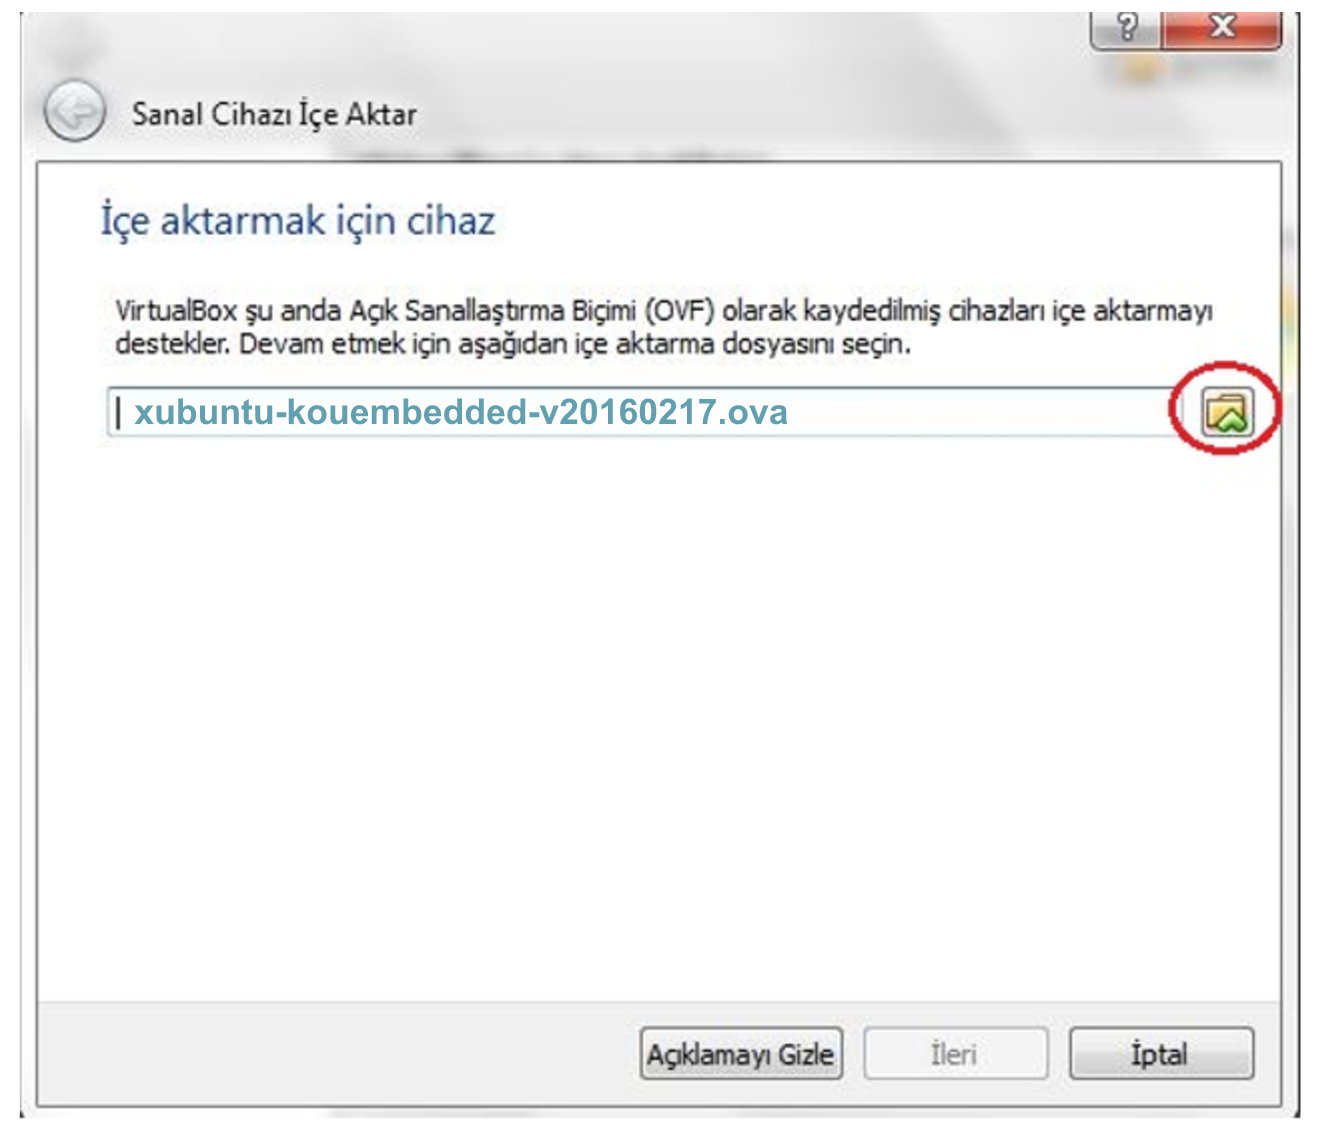 Sanal Cihazı İçe Aktar
İçe aktarmak için cihaz
VirtualBox şu anda Açık Sanallaştırma Biçimi (OVF) olarak kaydedilmiş cihazları içe aktarmayı
destekler. Devam etmek için aşağıdan içe aktarma dosyasını seçin.
xubuntu-kouembedded-v20160217.ova
Açıklamayı Gizle İleri İptal